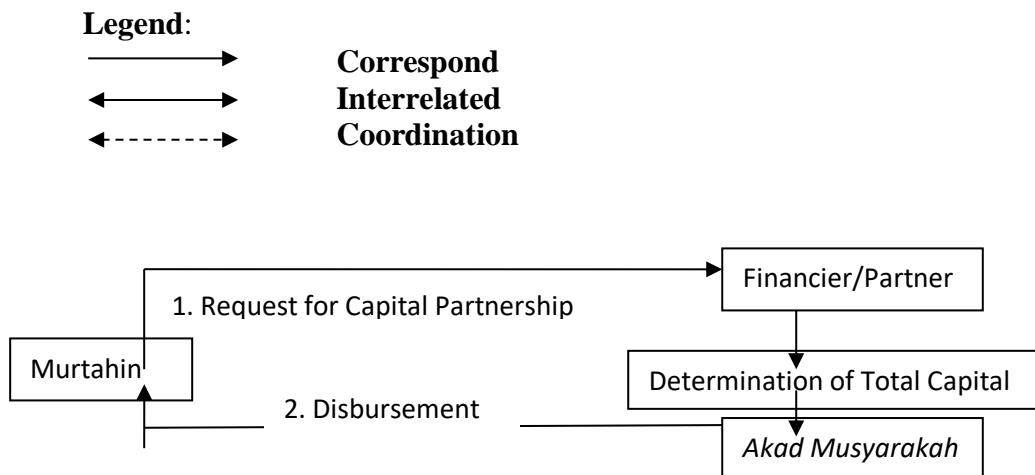 Legend:
Correspond
Interrelated
Coordination
Financier/Partner
1. Request for Capital Partnership
Murtahin
Determination of Total Capital
2. Disbursement
Akad Musyarakah